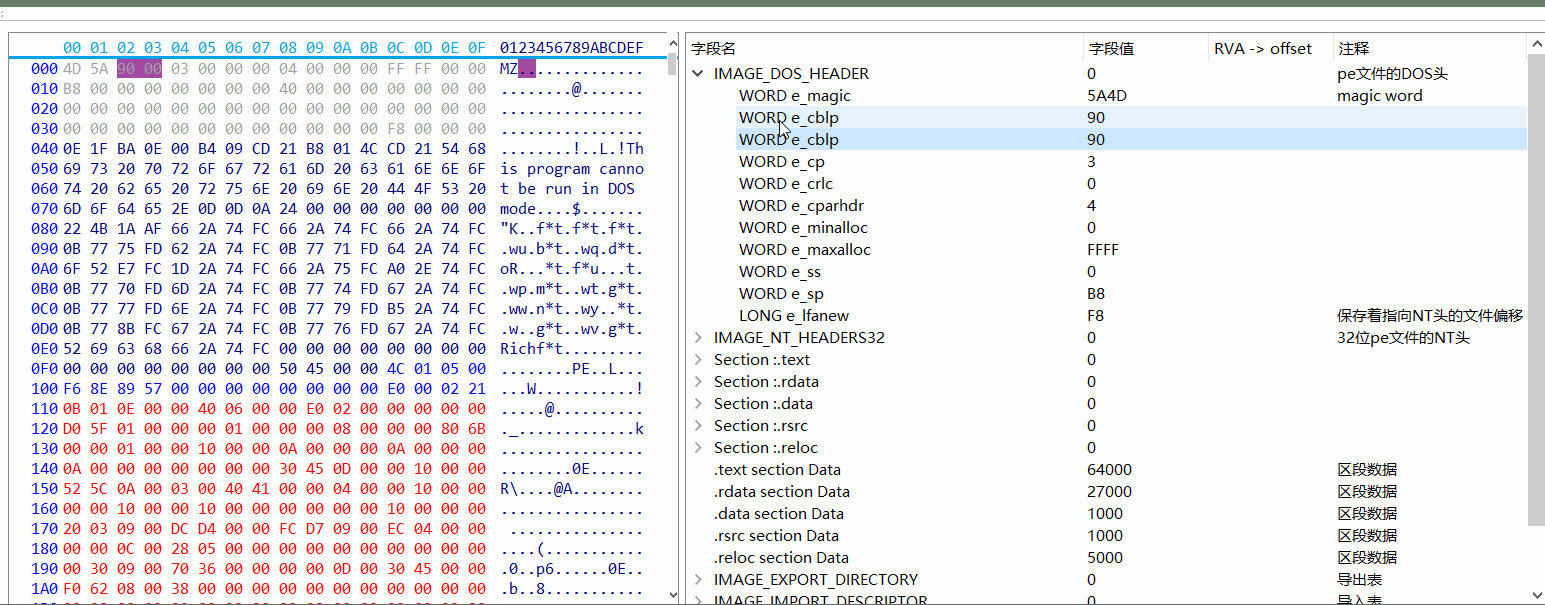 00 01 02 03 04 05 06 07 08 09 0A 0B 0C 0D 0E 0F 0123456789ABCDEF
000 4D 5A 90 00 03 00 00 00 04 00 00 00 FF FF 00 00 MZ..............
010 B8 00 00 00 00 00 00 00 40 00 00 00 00 00 00 00 ........@.......
020 00 00 00 00 00 00 00 00 00 00 00 00 00 00 00 00 ................
030 00 00 00 00 00 00 00 00 00 00 00 00 F8 00 00 00 ................
040 0E 1F BA 0E 00 B4 09 CD 21 B8 01 4C CD 21 54 68 ........!..L.!Th
050 69 73 20 70 72 6F 67 72 61 6D 20 63 61 6E 6E 6F is program canno
060 74 20 62 65 20 72 75 6E 20 69 6E 20 44 4F 53 20 t be run in DOS
070 6D 6F 64 65 2E 0D 0D 0A 24 00 00 00 00 00 00 00 mode....$.......
080 22 4B 1A AF 66 2A 74 FC 66 2A 74 FC 66 2A 74 FC "K..f*t.f*t.f*t.
090 0B 77 75 FD 62 2A 74 FC 0B 77 71 FD 64 2A 74 FC .wu.b*t..wq.d*t.
0A0 6F 52 E7 FC 1D 2A 74 FC 66 2A 75 FC A0 2E 74 FC oR...*t.f*u...t.
0B0 0B 77 70 FD 6D 2A 74 FC 0B 77 74 FD 67 2A 74 FC .wp.m*t..wt.g*t.
0C0 0B 77 77 FD 6E 2A 74 FC 0B 77 79 FD B5 2A 74 FC .ww.n*t..wy..*t.
0D0 0B 77 8B FC 67 2A 74 FC 0B 77 76 FD 67 2A 74 FC .w..g*t..wv.g*t.
0E0 52 69 63 68 66 2A 74 FC 00 00 00 00 00 00 00 00 Richf*t.........
0F0 00 00 00 00 00 00 00 00 50 45 00 00 4C 01 05 00 ........PE..L...
100 F6 8E 89 57 00 00 00 00 00 00 00 00 E0 00 02 21 ...W...........!
110 0B 01 0E 00 00 40 06 00 00 E0 02 00 00 00 00 00 .....@..........
120 D0 5F 01 00 00 00 01 00 00 00 08 00 00 00 80 6B ._.............k
130 00 00 01 00 00 10 00 00 0A 00 00 00 0A 00 00 00 ................
140 0A 00 00 00 00 00 00 00 30 45 0D 00 00 10 00 00 ........0E......
150 52 5C 0A 00 03 00 40 41 00 00 04 00 00 10 00 00 R\....@A........
160 00 00 10 00 00 10 00 00 00 00 00 00 10 00 00 00 ................
170 20 03 09 00 DC D4 00 00 FC D7 09 00 EC 04 00 00 ...............
180 00 00 0C 00 28 05 00 00 00 00 00 00 00 00 00 00 ....(...........
190 00 30 09 00 70 36 00 00 00 00 0D 00 30 45 00 00 .0..p6......0E..
1A0 F0 62 08 00 38 00 00 00 00 00 00 00 00 00 00 00 .b..8...........
字段名 字段值 RVA -> offset 注释
IMAGE_DOS_HEADER 0 pe文件的DOS头
WORD e_magic 5A4D magic word
WORD e_cblp 90
WORD e_cblp 90
WORD e_cp 3
WORD e_crlc 0
WORD e_cparhdr 4
WORD e_minalloc 0
WORD e_maxalloc FFFF
WORD e_ss 0
WORD e_sp B8
LONG e_lfanew F8 保存着指向NT头的文件偏移
IMAGE_NT_HEADERS32 0 32位pe文件的NT头
Section :.text 0
Section :.rdata 0
Section :.data 0
Section :.rsrc 0
Section :.reloc 0
.text section Data 64000 区段数据
.rdata section Data 27000 区段数据
.data section Data 1000 区段数据
.rsrc section Data 1000 区段数据
.reloc section Data 5000 区段数据
IMAGE_EXPORT_DIRECTORY 0 导出表
IMAGE_IMPORT_DESCRIPTOR 0 导入表